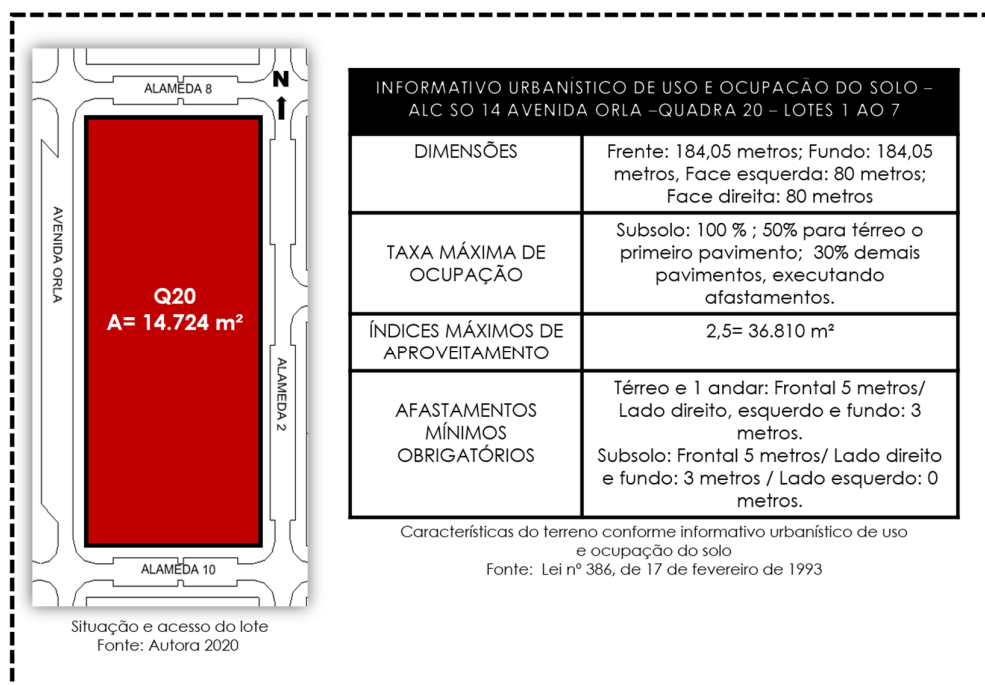 ALAMEDA 8
N
AVENIDA ORLA
Q20
A= 14.724 m²
ALAMEDA 2
ALAMEDA 10
Situação e acesso do lote
Fonte: Autora 2020
INFORMATIVO URBANÍSTICO DE USO E OCUPAÇÃO DO SOLO –
ALC SO 14 AVENIDA ORLA –QUADRA 20 – LOTES 1 AO 7
DIMENSÕES
Frente: 184,05 metros; Fundo: 184,05
metros, Face esquerda: 80 metros;
Face direita: 80 metros
TAXA MÁXIMA DE
OCUPAÇÃO
Subsolo: 100 % ; 50% para térreo o
primeiro pavimento;  30% demais
pavimentos, executando
afastamentos.
ÍNDICES MÁXIMOS DE
APROVEITAMENTO
2,5= 36.810 m²
AFASTAMENTOS
MÍNIMOS
OBRIGATÓRIOS
Térreo e 1 andar: Frontal 5 metros/
Lado direito, esquerdo e fundo: 3
metros.
Subsolo: Frontal 5 metros/ Lado direito
e fundo: 3 metros / Lado esquerdo: 0
metros.
Características do terreno conforme informativo urbanístico de uso
e ocupação do solo
Fonte:  Lei nº 386, de 17 de fevereiro de 1993